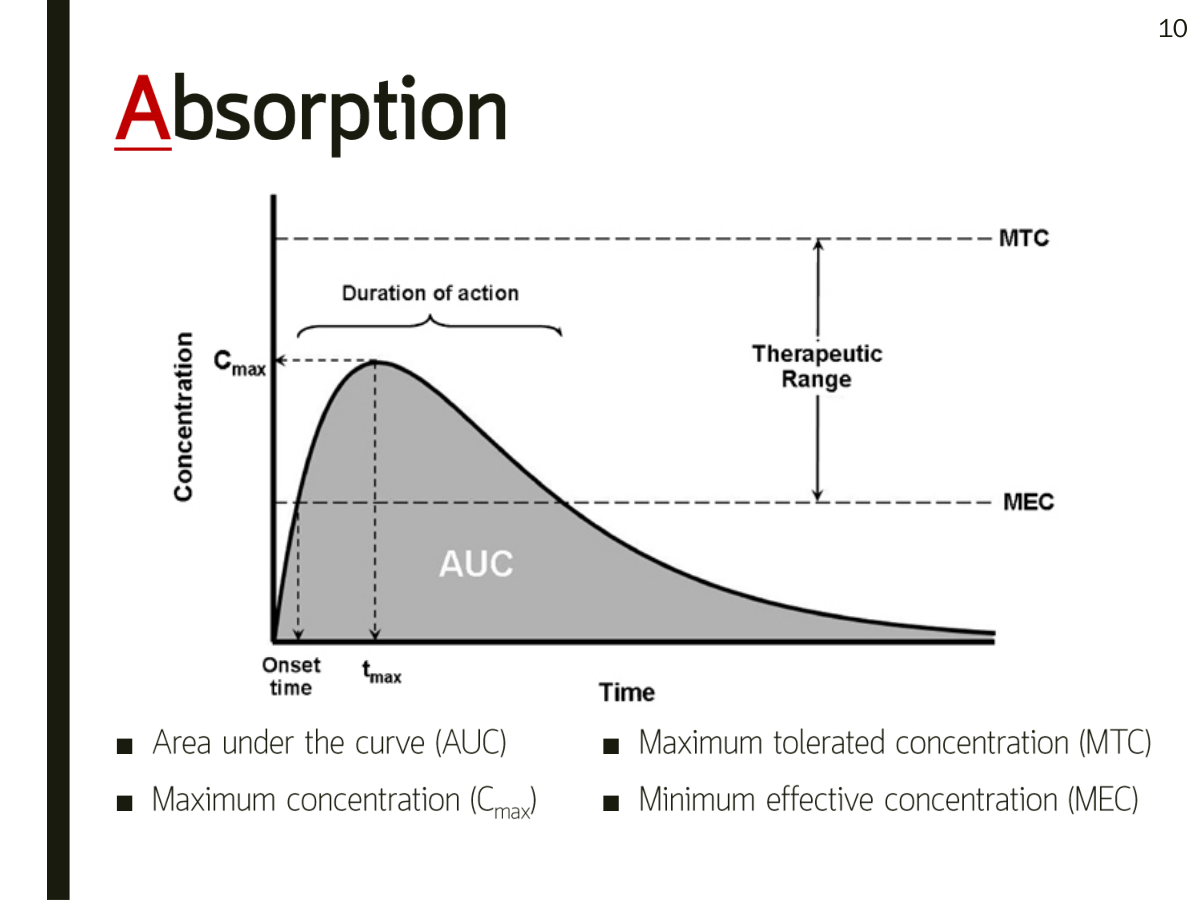 10
Absorption
MTC
Duration of action
Cmax
Therapeutic
Range
Concentration
MEC
AUC
Onset
time
tmax
Time
■ Area under the curve (AUC)
■ Maximum concentration (Cmax)
■ Maximum tolerated concentration (MTC)
■ Minimum effective concentration (MEC)